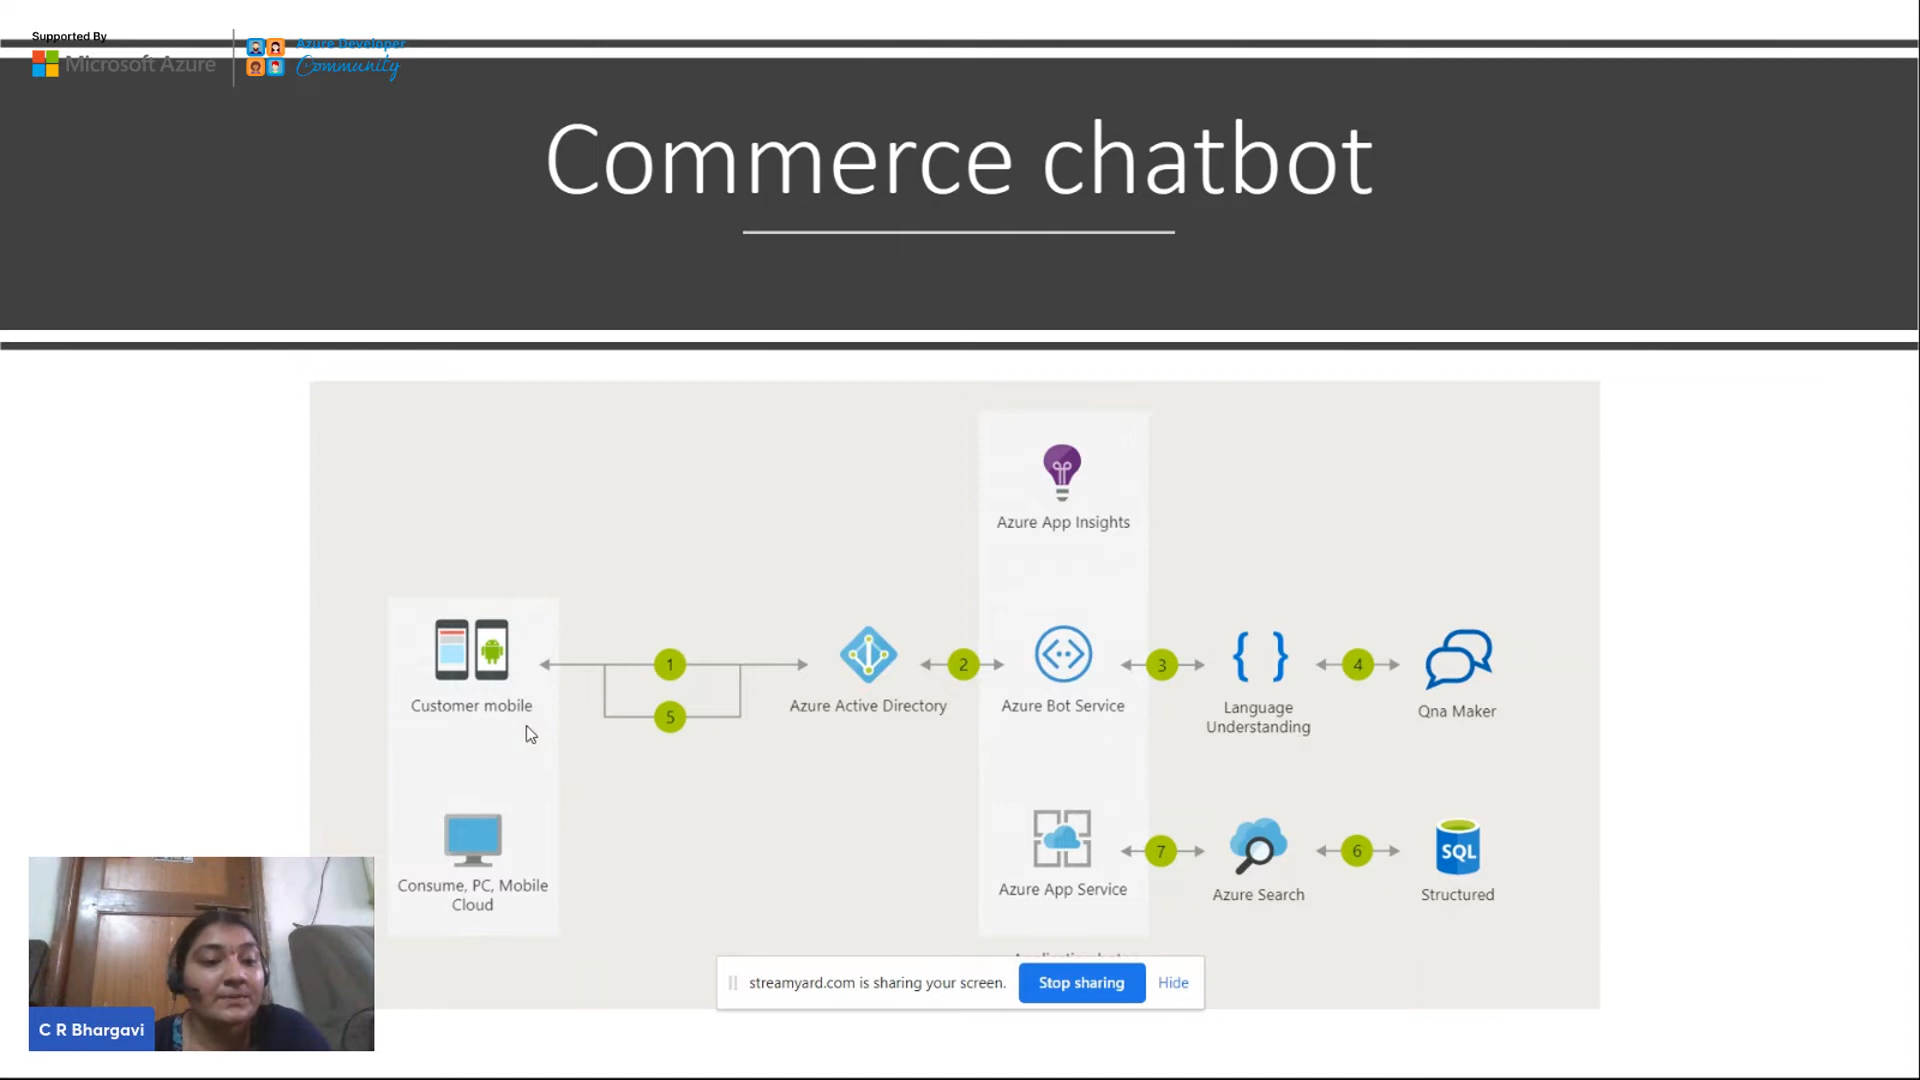 Supported By
Microsoft Azure
Azure Developer
Community
Commerce chatbot
Azure App Insights
1
2
3
4
Customer mobile
Azure Active Directory
Azure Bot Service
Language
Understanding
Qna Maker
5
7
6
SQL
Consume, PC, Mobile
Cloud
Azure App Service
Azure Search
Structured
streamyard.com is sharing your screen.
Stop sharing
Hide
C R Bhargavi